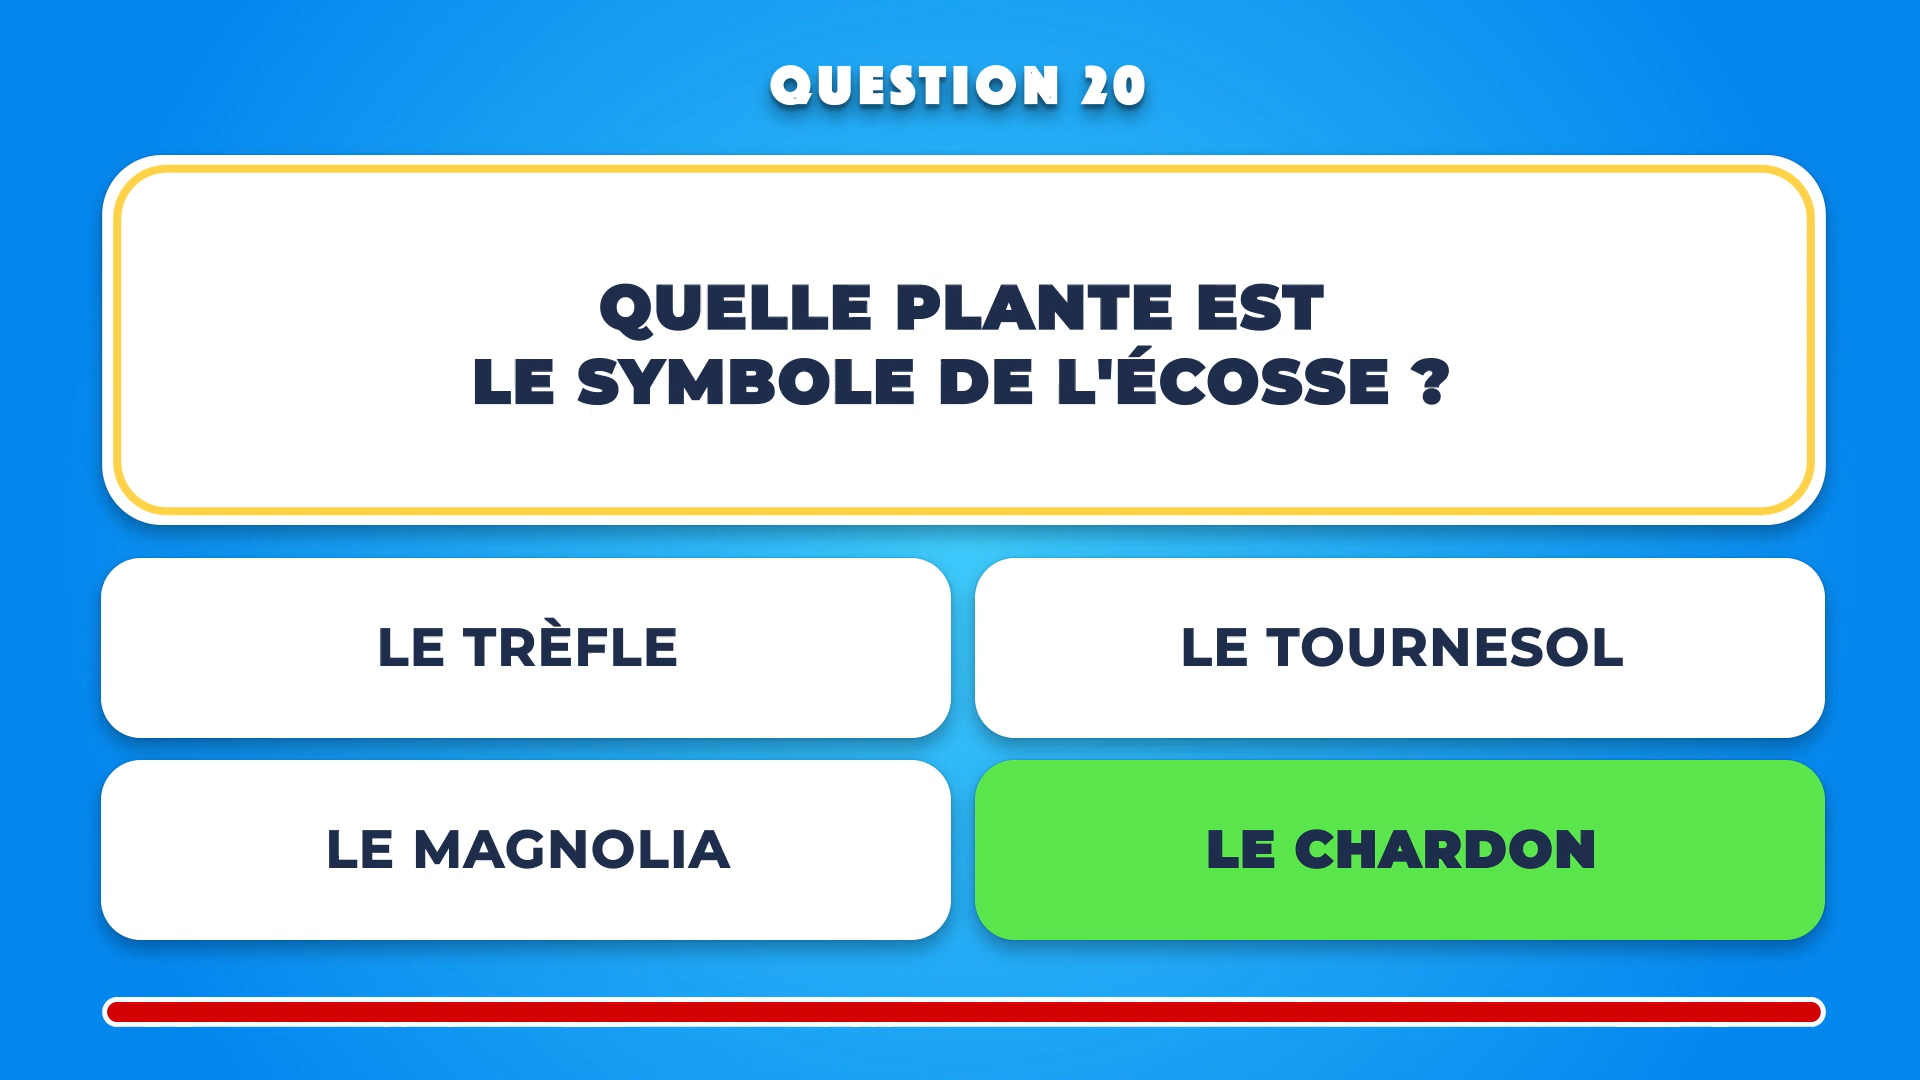 QUESTION 20
QUELLE PLANTE EST
LE SYMBOLE DE L'ÉCOSSE ?
LE TRÈFLE
LE TOURNESOL
LE MAGNOLIA
LE CHARDON